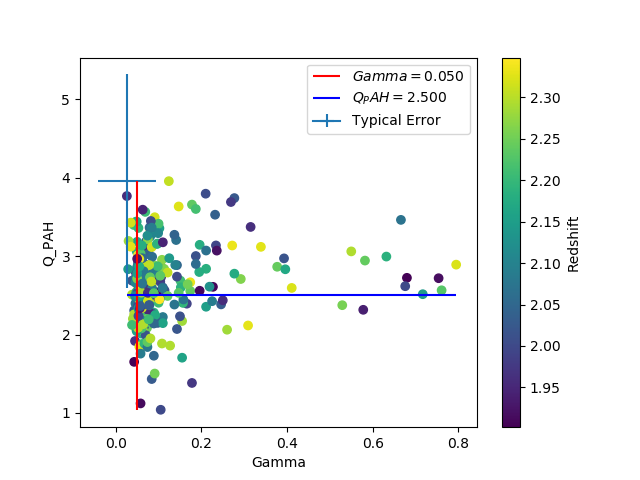 Gamma = 0.050
Q_PAH = 2.500
Typical Error
5
4
3
2
1
Q_PAH
0.0 0.2 0.4 0.6 0.8
Gamma
2.30
2.25
2.20
2.15
2.10
2.05
2.00
1.95
Redshift